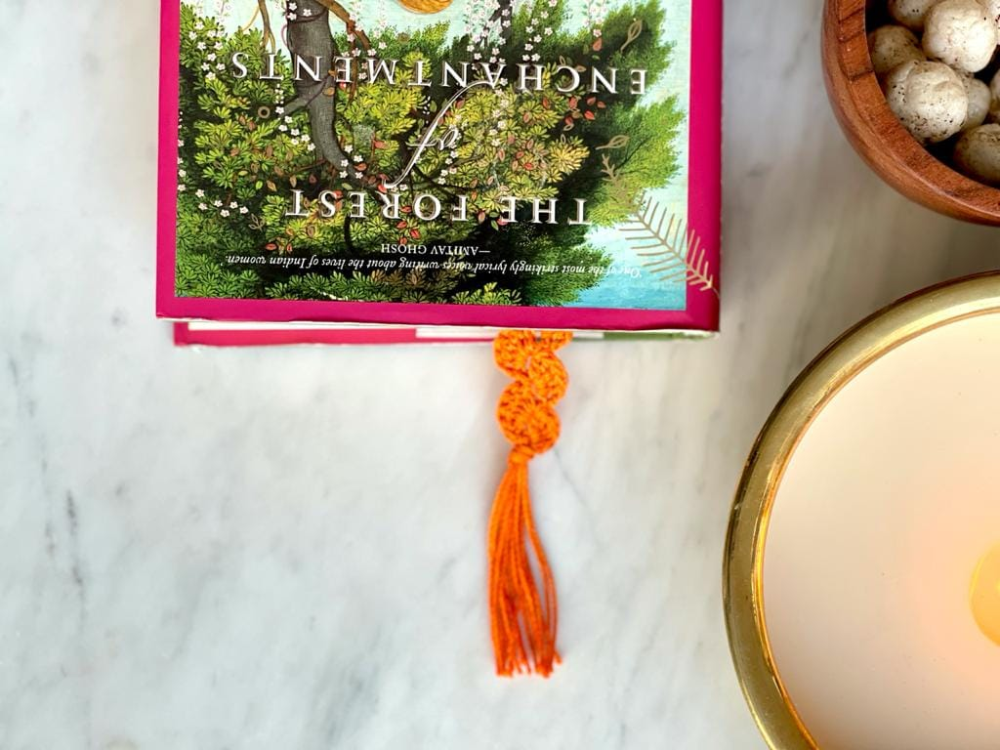 'One of the most strikingly lyrical voices writing about the lives of Indian women.'
—AMITAV GHOSH
THE FOREST
of
ENCHANTMENTS